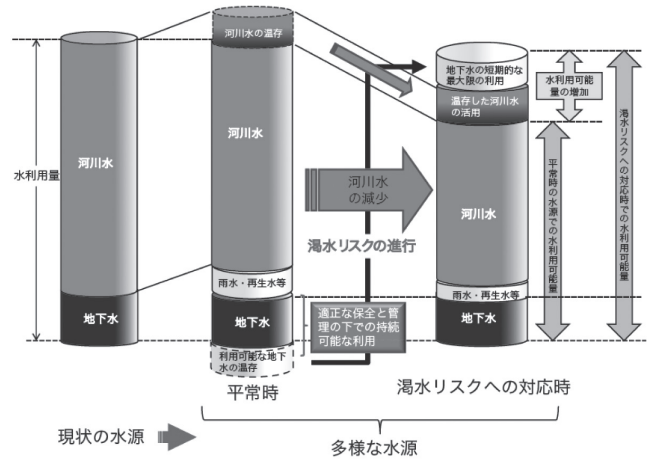 水利用量
河川水
地下水
河川水の温存
河川水
雨水・再生水等
地下水
利用可能な地下
水の温存
平常時
河川水
の減少
渇水リスクの進行
適正な保全と管
理の下での持続
可能な利用
地下水の短期的な
最大限の利用
温存した河川水
の活用
河川水
雨水・再生水等
地下水
渇水リスクへの対応時
水利用可能
量の増加
平常時の水源での水利用可能量
渇水リスクへの対応時での水利用可能量
現状の水源
多様な水源